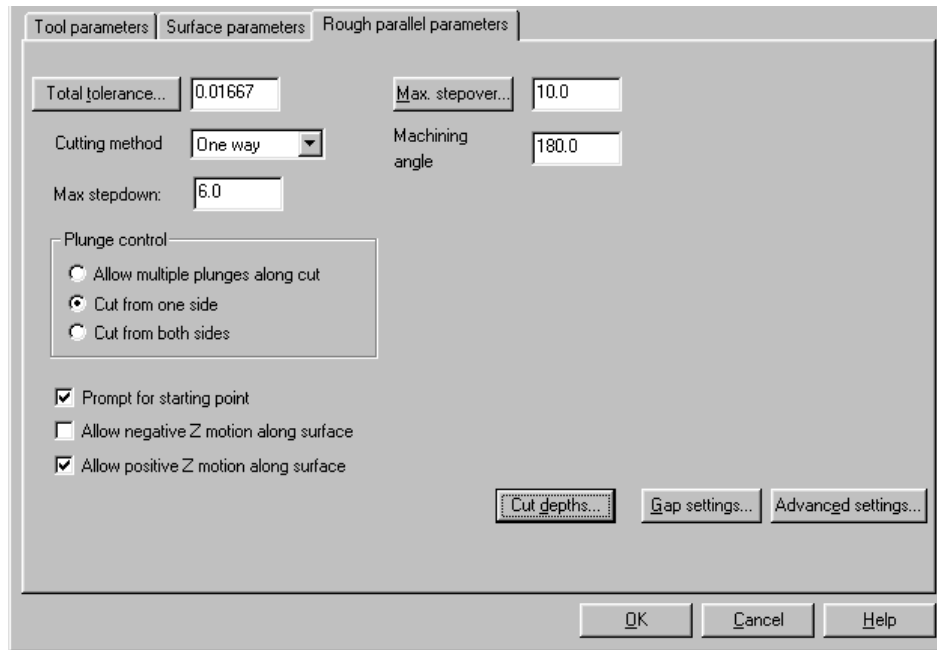 Tool parameters Surface parameters Rough parallel parameters
Total tolerance... 0.01667 Max. stepover... 10.0
Cutting method One way Machining angle 180.0
Max stepdown: 6.0
Plunge control
Allow multiple plunges along cut
Cut from one side
Cut from both sides
Prompt for starting point
Allow negative Z motion along surface
Allow positive Z motion along surface
Cut depths... Gap settings... Advanced settings...
OK Cancel Help